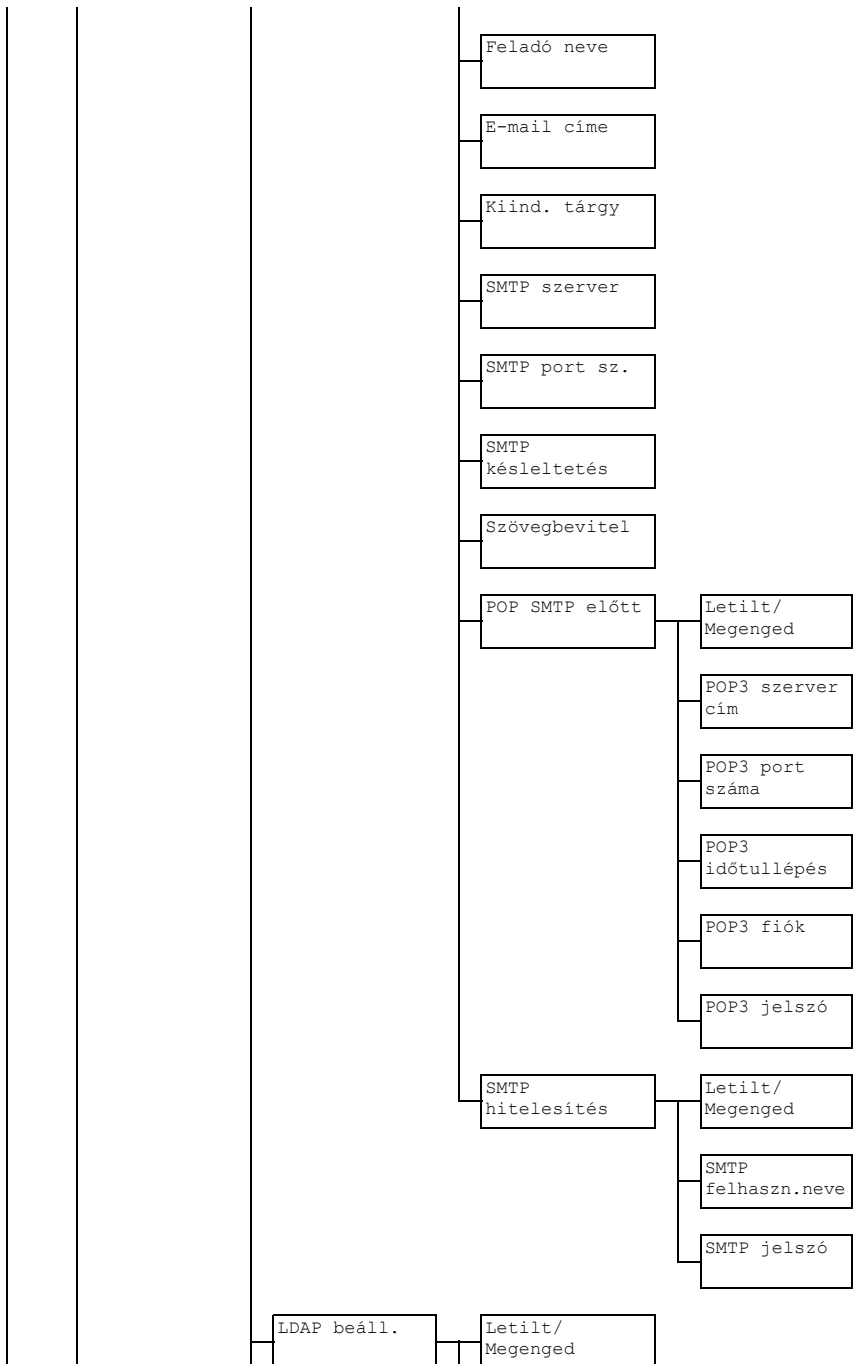 Feladó neve
E-mail címe
Kiind. tárgy
SMTP szerver
SMTP port sz.
SMTP
késleltetés
Szövegbevitel
POP SMTP előtt
Letilt/
Megenged
POP3 szerver
cím
POP3 port
száma
POP3
időtullépés
POP3 fiók
POP3 jelszó
SMTP
hitelesítés
Letilt/
Megenged
SMTP
felhaszn.neve
SMTP jelszó
LDAP beáll.
Letilt/
Megenged